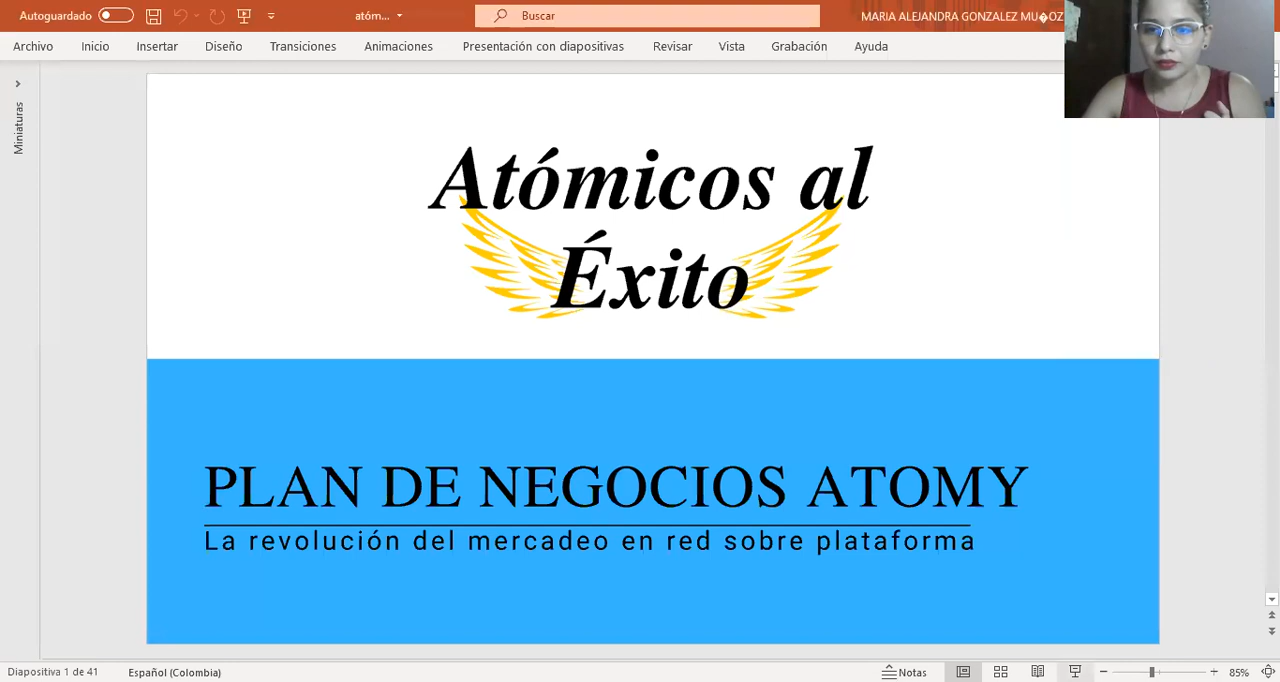 Autoguardado
atóm...
Buscar
MARIA ALEJANDRA GONZALEZ MU�OZ
Archivo Inicio Insertar Diseño Transiciones Animaciones Presentación con diapositivas Revisar Vista Grabación Ayuda
Miniaturas
Atómicos al
Éxito
PLAN DE NEGOCIOS ATOMY
La revolución del mercadeo en red sobre plataforma
Diapositiva 1 de 41 Español (Colombia) Notas 85%